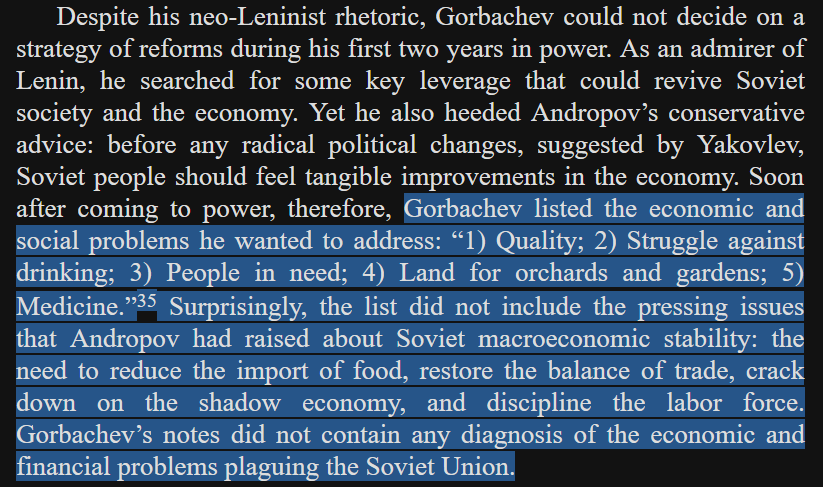 Despite his neo-Leninist rhetoric, Gorbachev could not decide on a
strategy of reforms during his first two years in power. As an admirer of
Lenin, he searched for some key leverage that could revive Soviet
society and the economy. Yet he also heeded Andropov’s conservative
advice: before any radical political changes, suggested by Yakovlev,
Soviet people should feel tangible improvements in the economy. Soon
after coming to power, therefore, Gorbachev listed the economic and
social problems he wanted to address: “1) Quality; 2) Struggle against
drinking; 3) People in need; 4) Land for orchards and gardens; 5)
Medicine.”35 Surprisingly, the list did not include the pressing issues
that Andropov had raised about Soviet macroeconomic stability: the
need to reduce the import of food, restore the balance of trade, crack
down on the shadow economy, and discipline the labor force.
Gorbachev’s notes did not contain any diagnosis of the economic and
financial problems plaguing the Soviet Union.